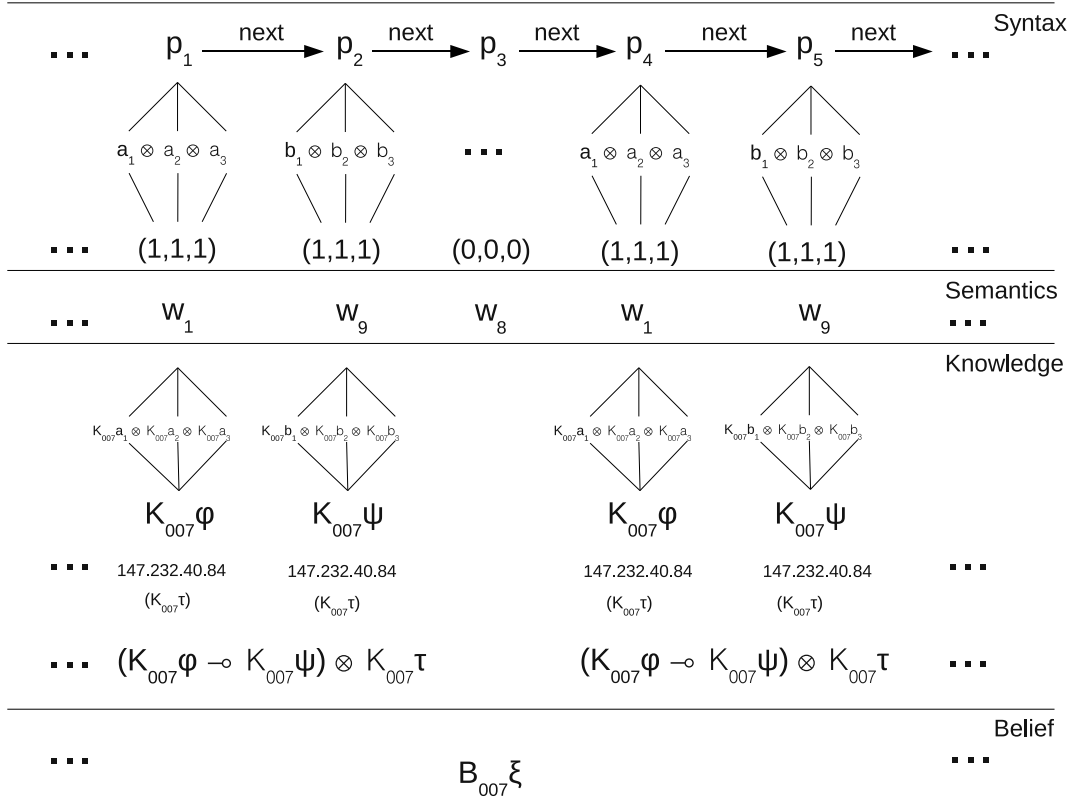 Syntax
... p₁ next p₂ next p₃ next p₄ next p₅ next ...
a₁ ⊗ a₂ ⊗ a₃ b₁ ⊗ b₂ ⊗ b₃ ... a₁ ⊗ a₂ ⊗ a₃ b₁ ⊗ b₂ ⊗ b₃
... (1,1,1) (1,1,1) (0,0,0) (1,1,1) (1,1,1) ...
Semantics
... w₁ w₉ w₈ w₁ w₉ ...
Knowledge
K₀₀₇a₁ ⊗ K₀₀₇a₂ ⊗ K₀₀₇a₃ K₀₀₇b₁ ⊗ K₀₀₇b₂ ⊗ K₀₀₇b₃ K₀₀₇a₁ ⊗ K₀₀₇a₂ ⊗ K₀₀₇a₃ K₀₀₇b₁ ⊗ K₀₀₇b₂ ⊗ K₀₀₇b₃
K₀₀₇φ K₀₀₇ψ K₀₀₇φ K₀₀₇ψ
... 147.232.40.84 147.232.40.84 147.232.40.84 147.232.40.84 ...
(K₀₀₇τ) (K₀₀₇τ) (K₀₀₇τ) (K₀₀₇τ)
... (K₀₀₇φ ⊸ K₀₀₇ψ) ⊗ K₀₀₇τ (K₀₀₇φ ⊸ K₀₀₇ψ) ⊗ K₀₀₇τ ...
Belief
... B₀₀₇ξ ...